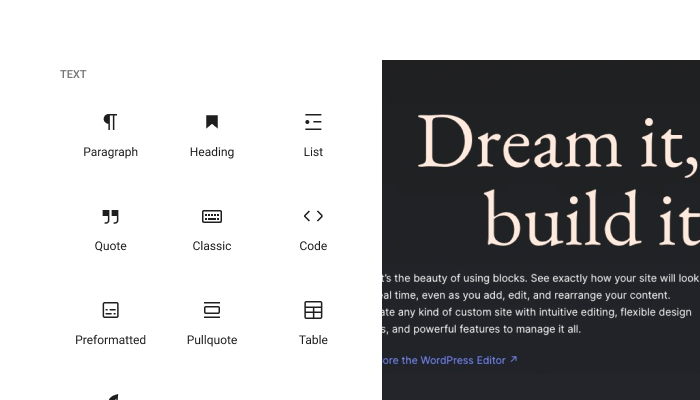 TEXT
Paragraph
Heading
List
Quote
Classic
Code
Preformatted
Pullquote
Table
Dream it,
build it
t's the beauty of using blocks. See exactly how your site will look
al time, even as you add, edit, and rearrange your content.
ate any kind of custom site with intuitive editing, flexible design
s, and powerful features to manage it all.
ore the WordPress Editor ↗